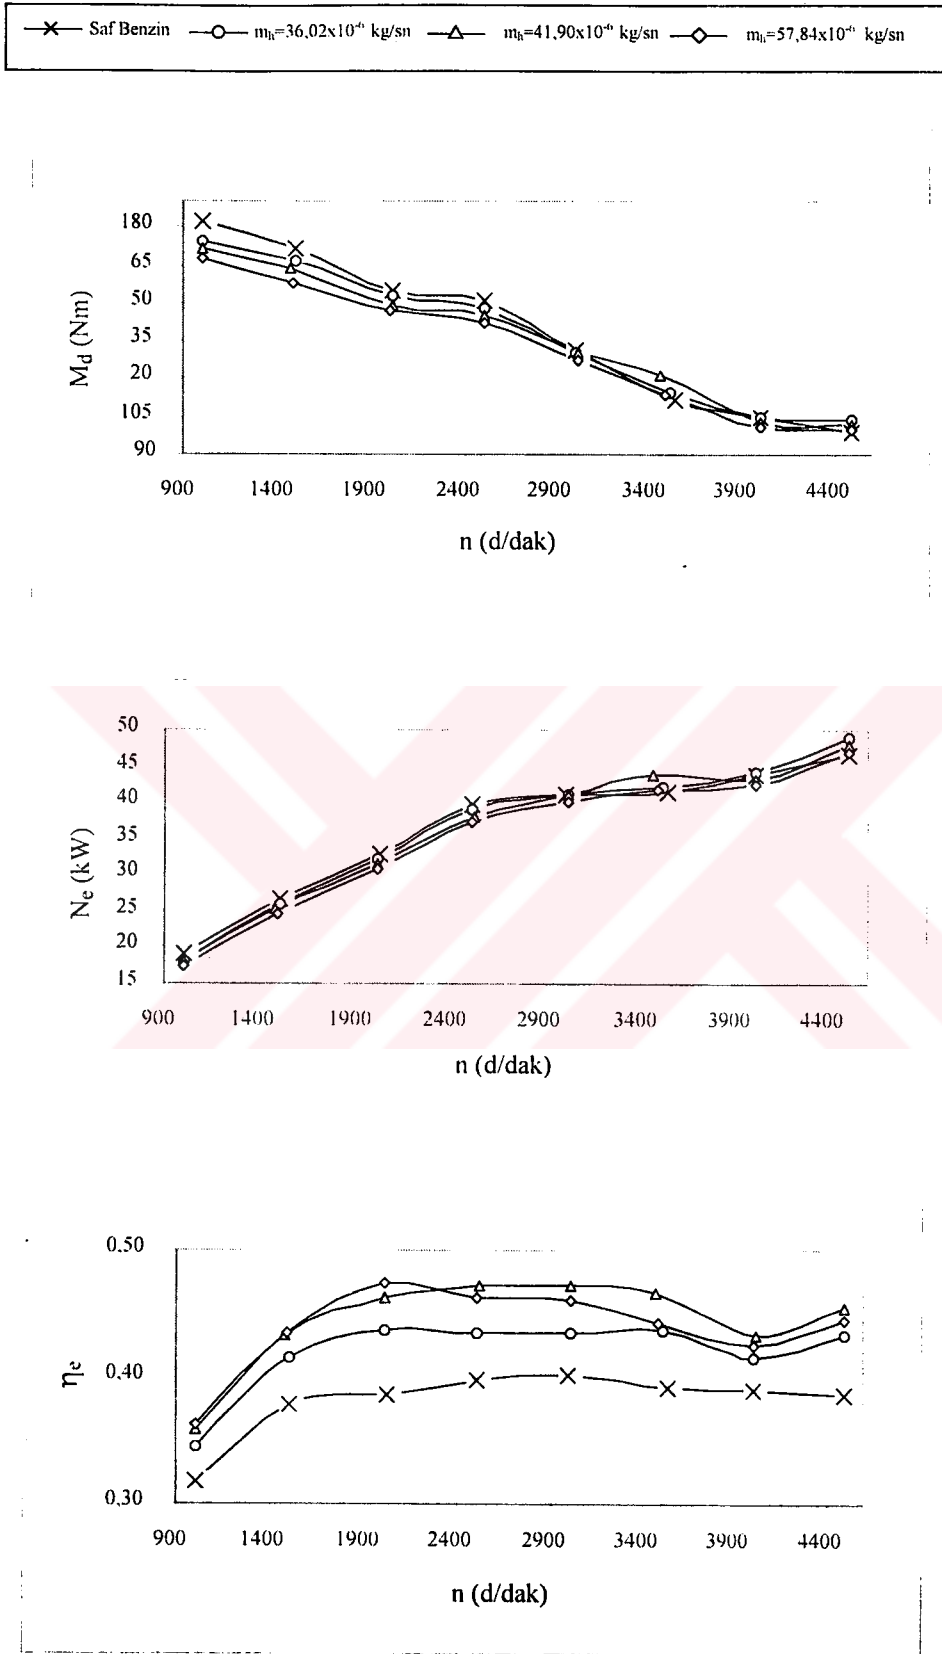 Saf Benzin mₕ=36,02x10⁻⁶ kg/sn mₕ=41,90x10⁻⁶ kg/sn mₕ=57,84x10⁻⁶ kg/sn
M_d (Nm)
180
65
50
35
20
105
90
900 1400 1900 2400 2900 3400 3900 4400
n (d/dak)
N_e (kW)
50
45
40
35
30
25
20
15
900 1400 1900 2400 2900 3400 3900 4400
n (d/dak)
η_e
0,50
0,40
0,30
900 1400 1900 2400 2900 3400 3900 4400
n (d/dak)